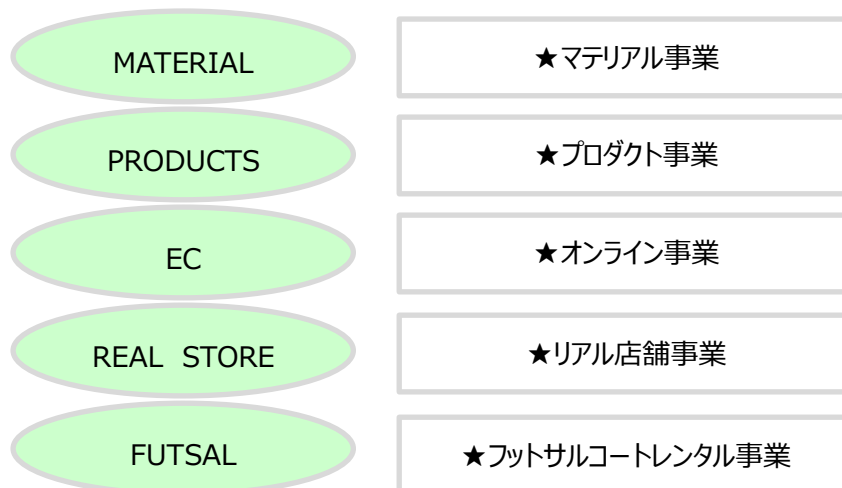 MATERIAL
★マテリアル事業
PRODUCTS
★プロダクト事業
EC
★オンライン事業
REAL STORE
★リアル店舗事業
FUTSAL
★フットサルコートレンタル事業